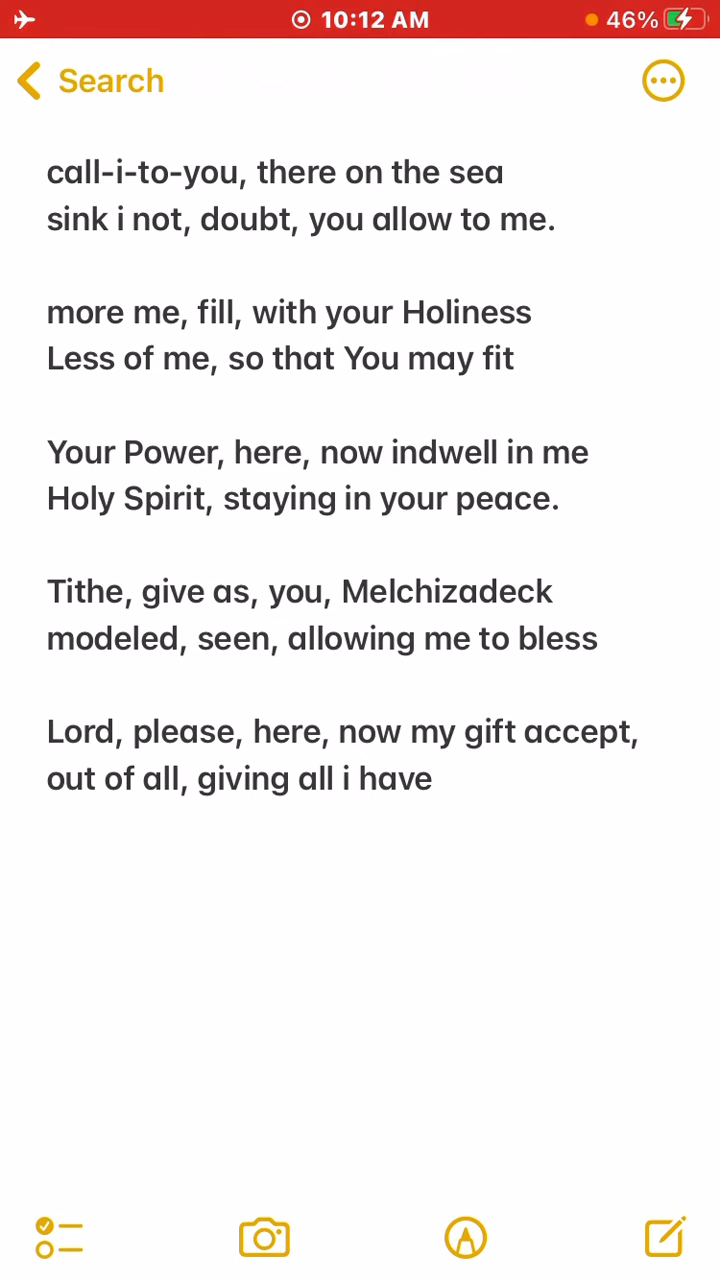 10:12 AM
46%
Search
call-i-to-you, there on the sea
sink i not, doubt, you allow to me.
more me, fill, with your Holiness
Less of me, so that You may fit
Your Power, here, now indwell in me
Holy Spirit, staying in your peace.
Tithe, give as, you, Melchizadeck
modeled, seen, allowing me to bless
Lord, please, here, now my gift accept,
out of all, giving all i have